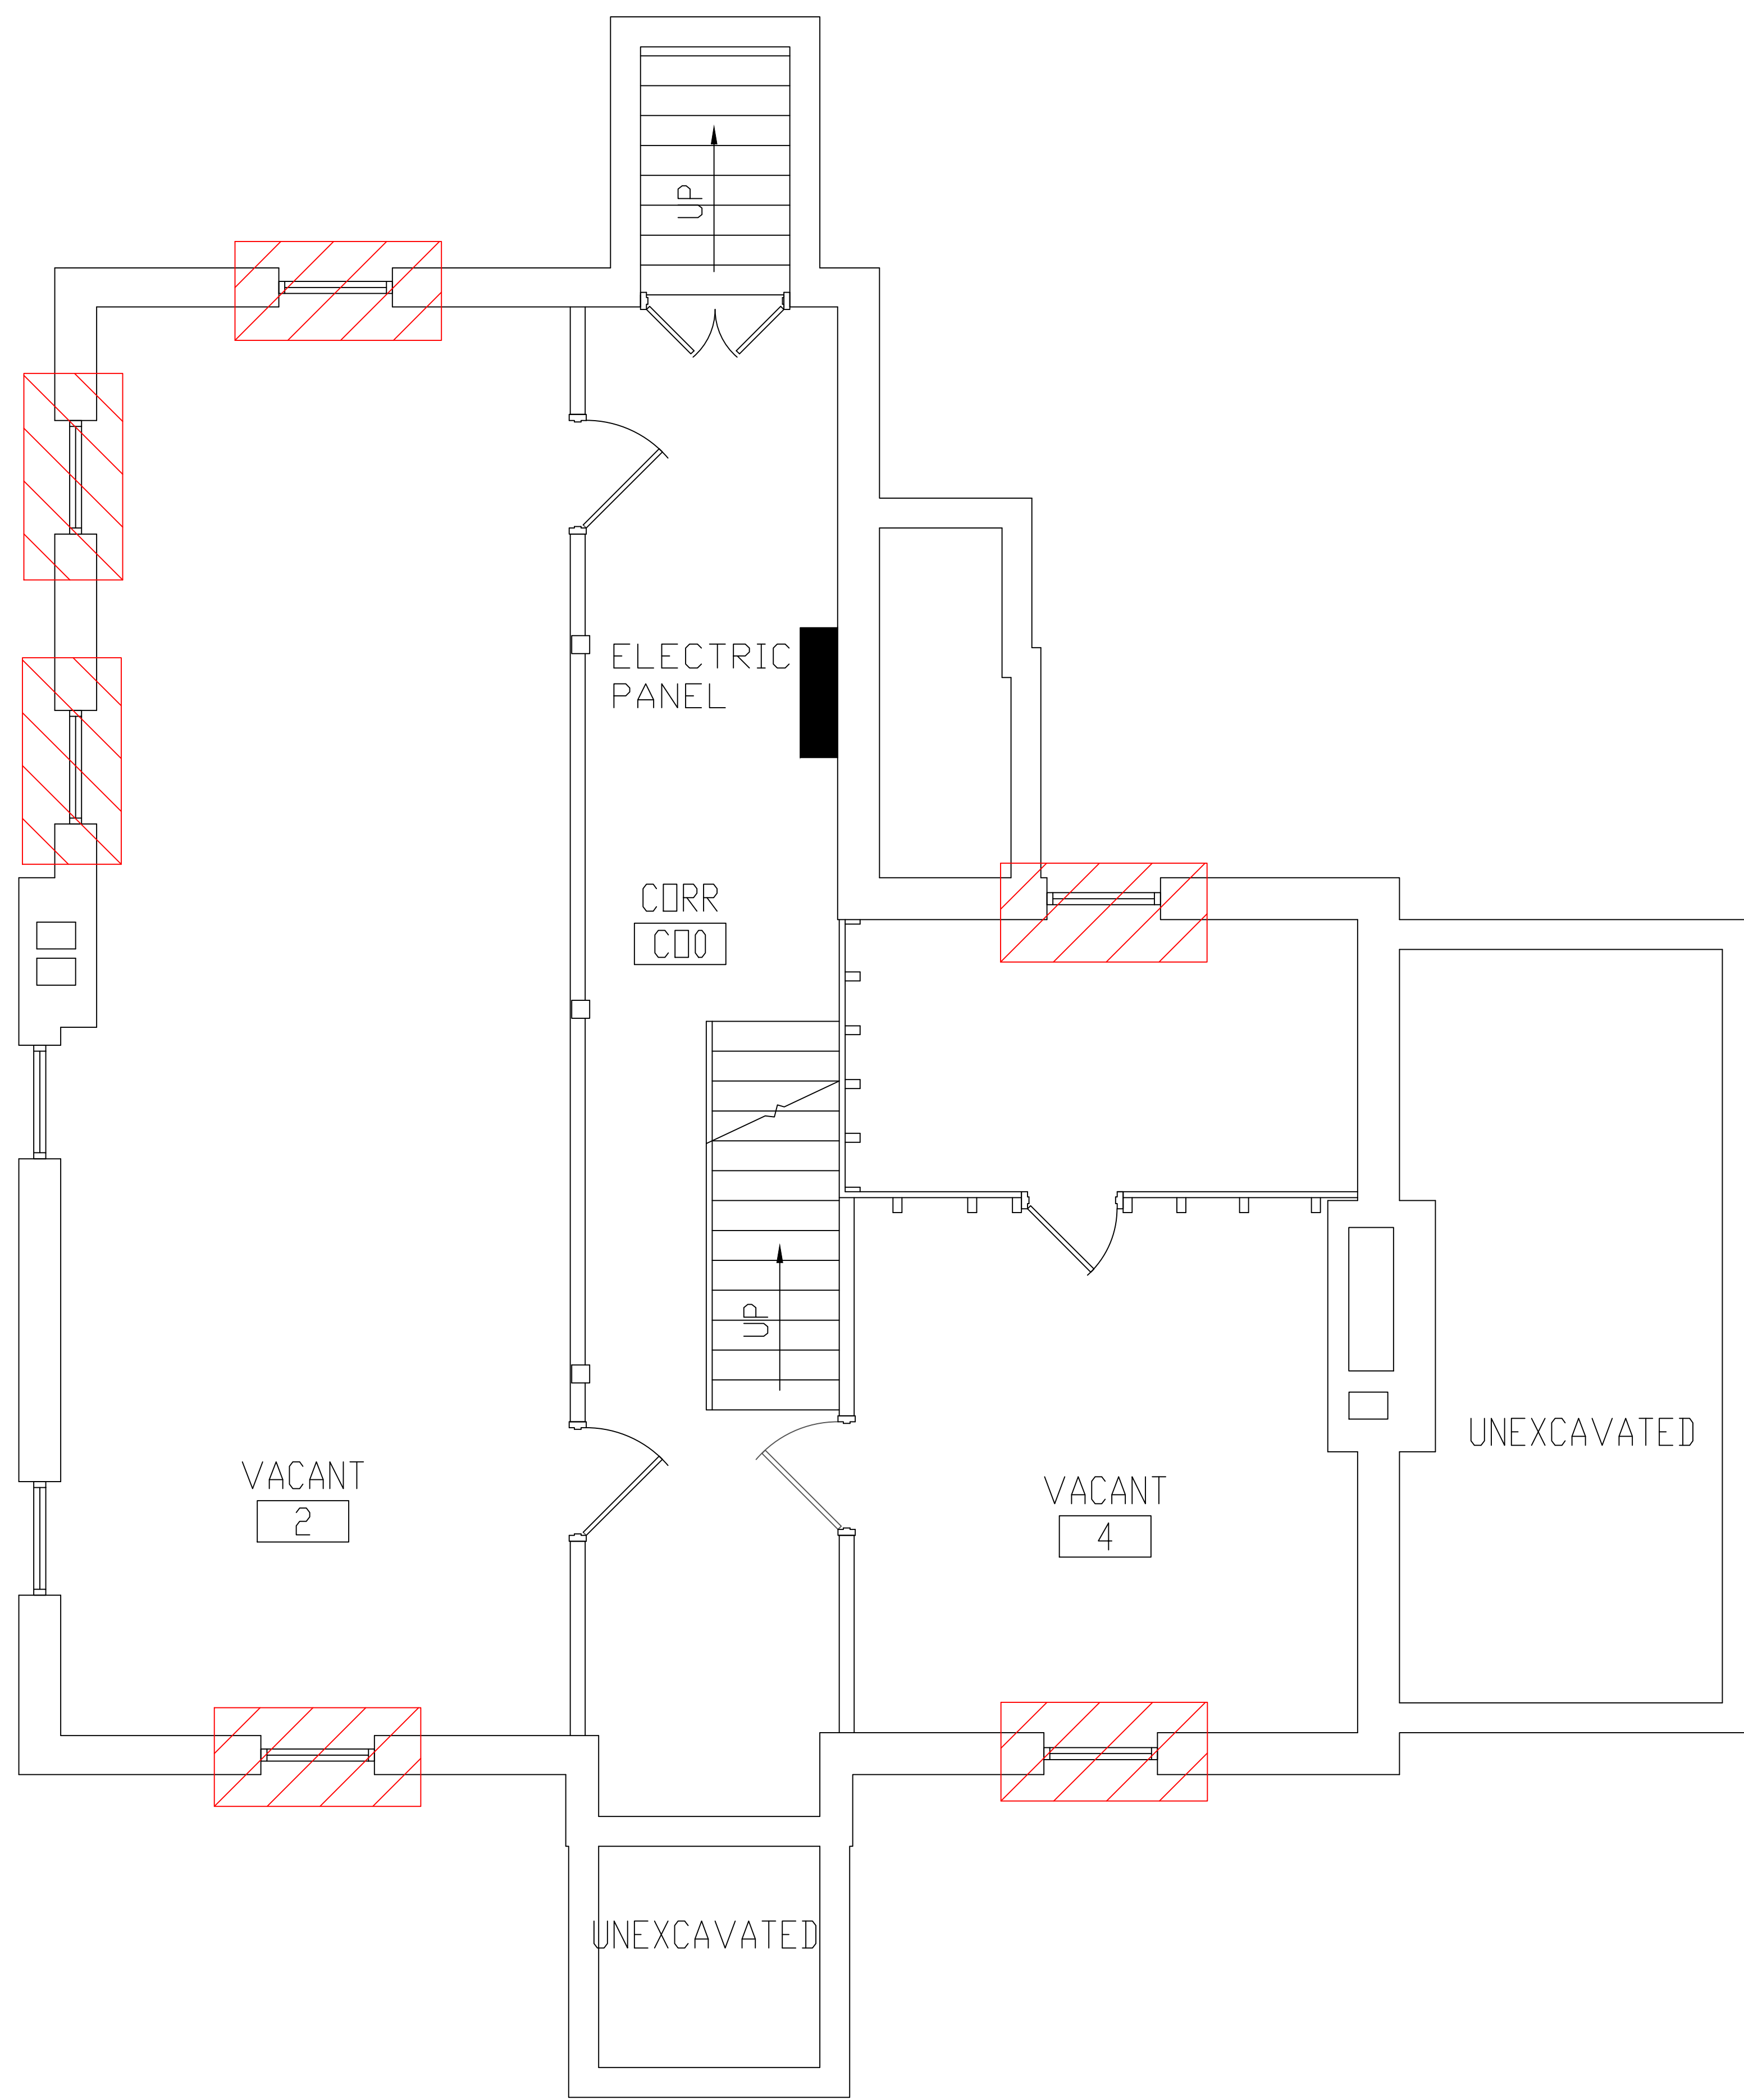 UP
ELECTRIC
PANEL
CORR
C00
UP
VACANT
2
VACANT
4
UNEXCAVATED
UNEXCAVATED